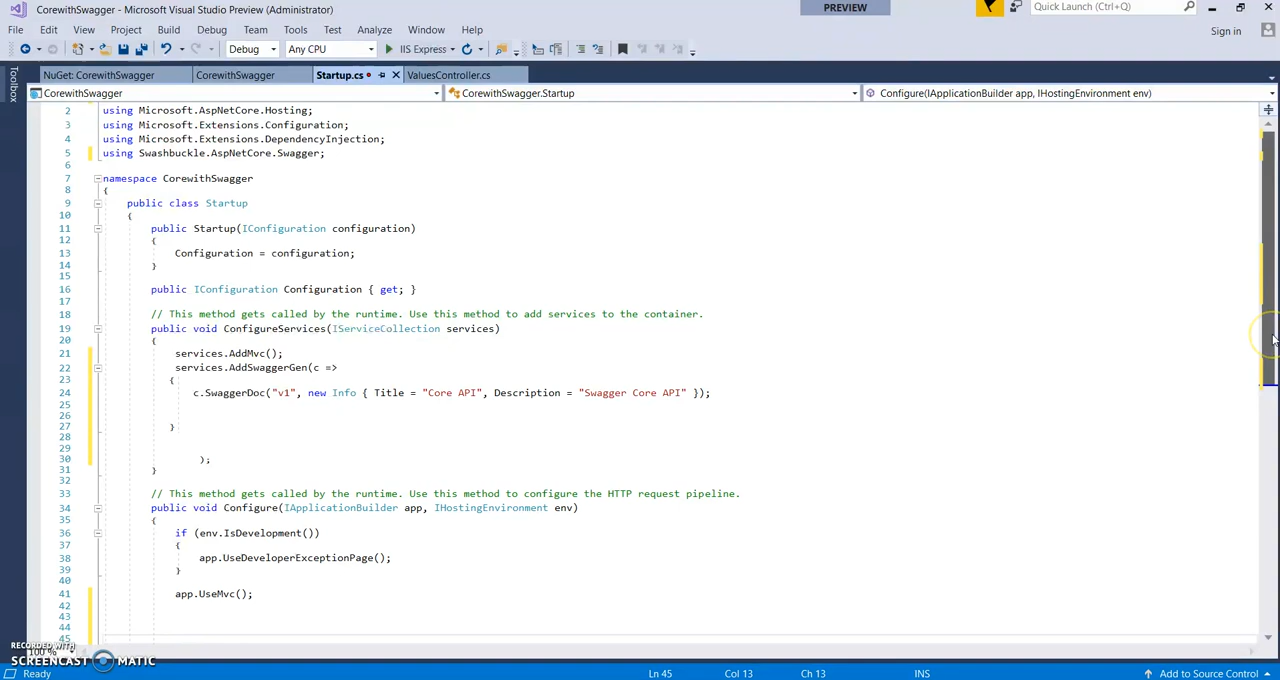 CorewithSwagger - Microsoft Visual Studio Preview (Administrator)
PREVIEW
Quick Launch (Ctrl+Q)
File Edit View Project Build Debug Team Tools Test Analyze Window Help
Sign in
Debug Any CPU IIS Express
Toolbox
NuGet: CorewithSwagger CorewithSwagger Startup.cs ValuesController.cs
CorewithSwagger CorewithSwagger.Startup Configure(IApplicationBuilder app, IHostingEnvironment env)
2 using Microsoft.AspNetCore.Hosting;
3 using Microsoft.Extensions.Configuration;
4 using Microsoft.Extensions.DependencyInjection;
5 using Swashbuckle.AspNetCore.Swagger;
6
7 namespace CorewithSwagger
8 {
9 public class Startup
10 {
11 public Startup(IConfiguration configuration)
12 {
13 Configuration = configuration;
14 }
15
16 public IConfiguration Configuration { get; }
17
18 // This method gets called by the runtime. Use this method to add services to the container.
19 public void ConfigureServices(IServiceCollection services)
20 {
21 services.AddMvc();
22 services.AddSwaggerGen(c =>
23 {
24 c.SwaggerDoc("v1", new Info { Title = "Core API", Description = "Swagger Core API" });
25
26
27 }
28
29
30 );
31 }
32
33 // This method gets called by the runtime. Use this method to configure the HTTP request pipeline.
34 public void Configure(IApplicationBuilder app, IHostingEnvironment env)
35 {
36 if (env.IsDevelopment())
37 {
38 app.UseDeveloperExceptionPage();
39 }
40
41 app.UseMvc();
42
43
44
45
RECORDED WITH
100 %
SCREENCAST MATIC
Ready Ln 45 Col 13 Ch 13 INS Add to Source Control